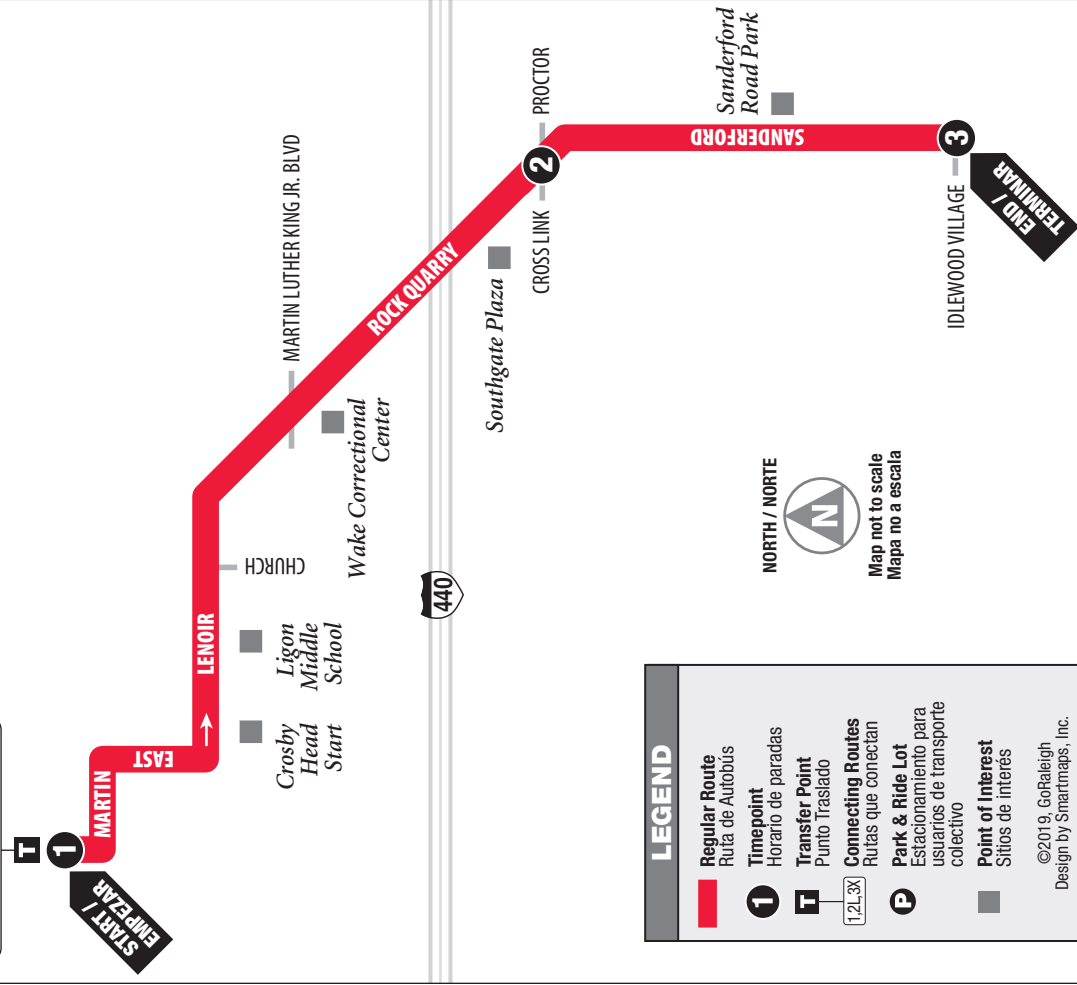 T
1
START /
EMPEZAR
MARTIN
EAST
LENOIR
Crosby
Head
Start
Ligon
Middle
School
CHURCH
MARTIN LUTHER KING JR. BLVD
Wake Correctional
Center
ROCK QUARRY
440
Southgate Plaza
CROSS LINK
2
PROCTOR
Sanderford
Road Park
SANDERFORD
3
IDLEWOOD VILLAGE
END /
TERMINAR
NORTH / NORTE
N
Map not to scale
Mapa no a escala
LEGEND
Regular Route
Ruta de Autobús
1
Timepoint
Horario de paradas
T
Transfer Point
Punto Traslado
1,2L,3X
Connecting Routes
Rutas que conectan
P
Park & Ride Lot
Estacionamiento para
usuarios de transporte
colectivo
Point of Interest
Sitios de interés
©2019, GoRaleigh
Design by Smartmaps, Inc.